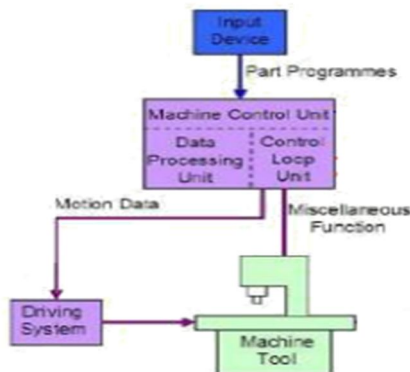 Input
Device
Part Programmes
Machine Control Unit
Data
Processing
Unit
Control
Loop
Unit
Motion Data
Miscellaneous
Function
Driving
System
Machine
Tool